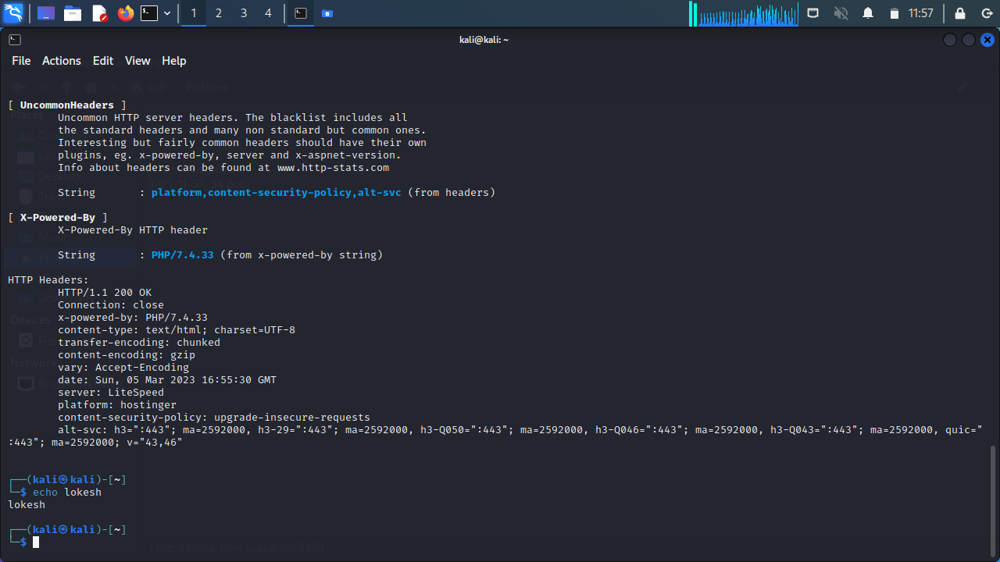 1 2 3 4 11:57
kali@kali: ~
File Actions Edit View Help
kali Pictures
[ UncommonHeaders ]
Uncommon HTTP server headers. The blacklist includes all
the standard headers and many non standard but common ones.
Interesting but fairly common headers should have their own
plugins, eg. x-powered-by, server and x-aspnet-version.
Info about headers can be found at www.http-stats.com
String : platform,content-security-policy,alt-svc (from headers)
[ X-Powered-By ]
X-Powered-By HTTP header
String : PHP/7.4.33 (from x-powered-by string)
HTTP Headers:
HTTP/1.1 200 OK
Connection: close
x-powered-by: PHP/7.4.33
content-type: text/html; charset=UTF-8
transfer-encoding: chunked
content-encoding: gzip
vary: Accept-Encoding
date: Sun, 05 Mar 2023 16:55:30 GMT
server: LiteSpeed
platform: hostinger
content-security-policy: upgrade-insecure-requests
alt-svc: h3=":443"; ma=2592000, h3-29=":443"; ma=2592000, h3-Q050=":443"; ma=2592000, h3-Q046=":443"; ma=2592000, h3-Q043=":443"; ma=2592000, quic="
:443"; ma=2592000; v="43,46"
┌──(kali㉿kali)-[~]
└─$ echo lokesh
lokesh
┌──(kali㉿kali)-[~]
└─$
Places
Desktop
Music
Devices